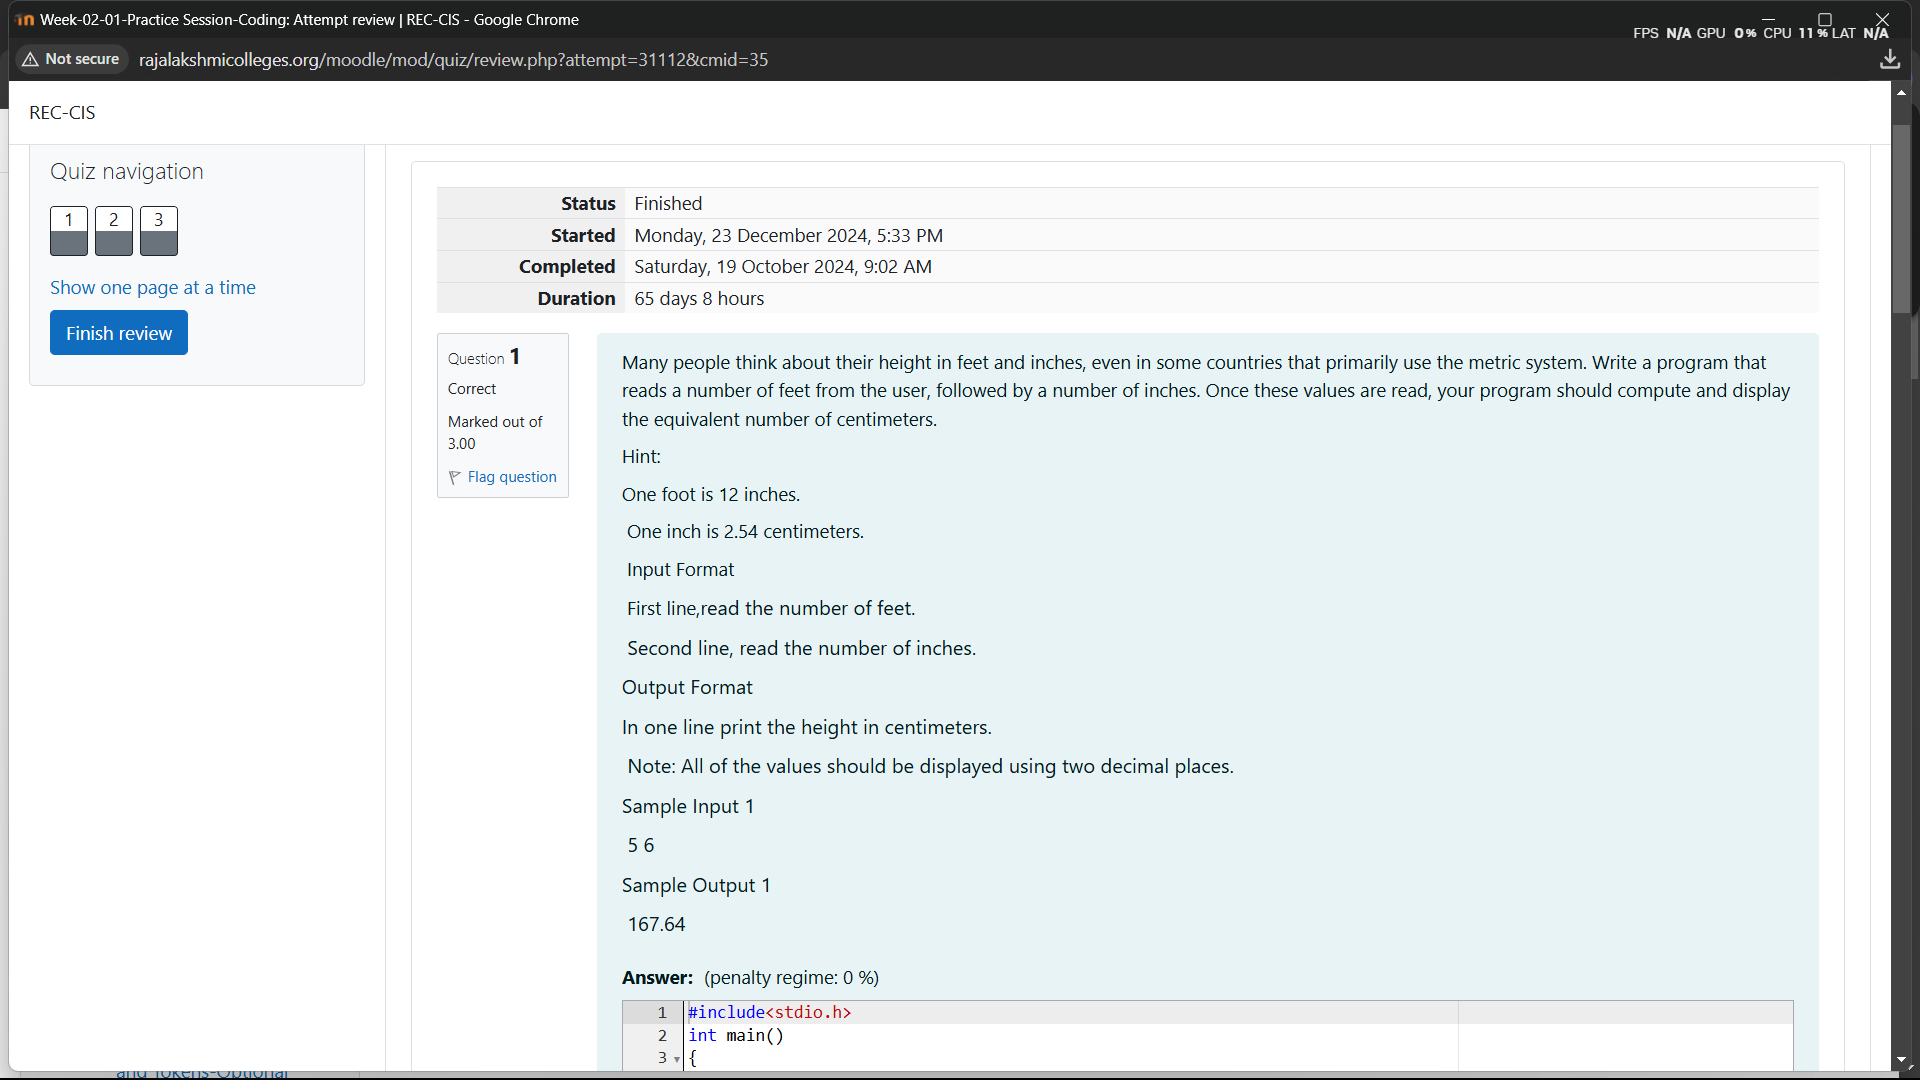 Week-02-01-Practice Session-Coding: Attempt review | REC-CIS - Google Chrome
FPS N/A GPU 0% CPU 11% LAT N/A
Not secure rajalakshmicolleges.org/moodle/mod/quiz/review.php?attempt=31112&cmid=35
REC-CIS
Quiz navigation
1 2 3
Show one page at a time
Finish review
Status Finished
Started Monday, 23 December 2024, 5:33 PM
Completed Saturday, 19 October 2024, 9:02 AM
Duration 65 days 8 hours
Question 1
Correct
Marked out of
3.00
Flag question
Many people think about their height in feet and inches, even in some countries that primarily use the metric system. Write a program that
reads a number of feet from the user, followed by a number of inches. Once these values are read, your program should compute and display
the equivalent number of centimeters.
Hint:
One foot is 12 inches.
One inch is 2.54 centimeters.
Input Format
First line,read the number of feet.
Second line, read the number of inches.
Output Format
In one line print the height in centimeters.
Note: All of the values should be displayed using two decimal places.
Sample Input 1
5 6
Sample Output 1
167.64
Answer: (penalty regime: 0 %)
1 #include<stdio.h>
2 int main()
3 {
and Tokens-Optional